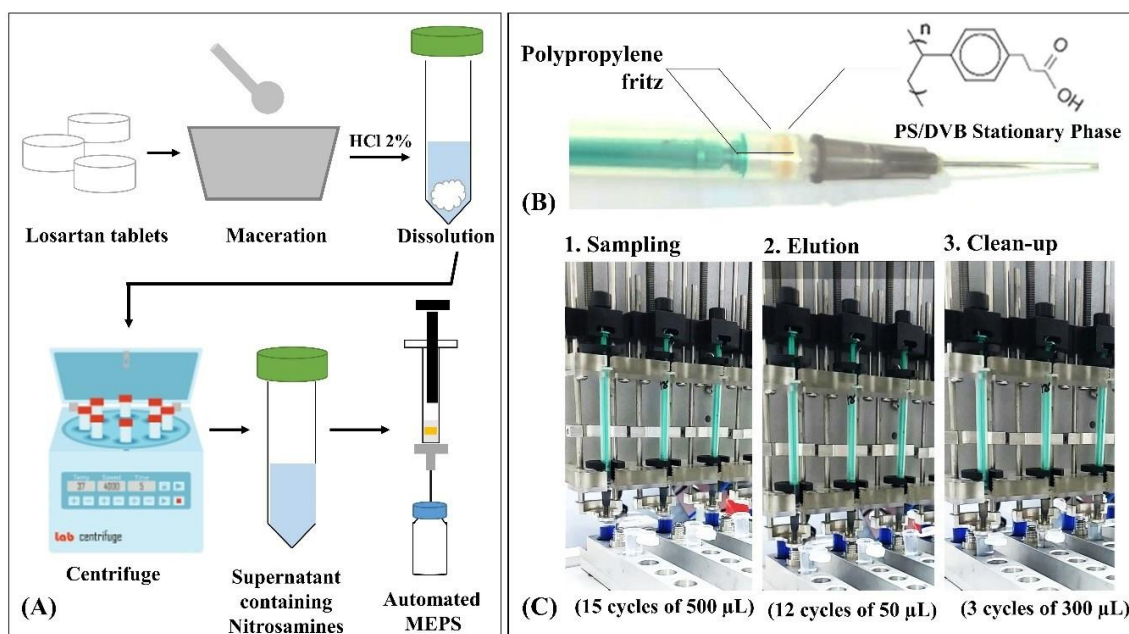 Losartan tablets
Maceration
HCl 2%
Dissolution
Lab centrifuge
Centrifuge
Supernatant
containing
Nitrosamines
Automated
MEPS
(A)
Polypropylene
fritz
n
O
OH
PS/DVB Stationary Phase
(B)
1. Sampling
2. Elution
3. Clean-up
(15 cycles of 500 µL)
(12 cycles of 50 µL)
(3 cycles of 300 µL)
(C)